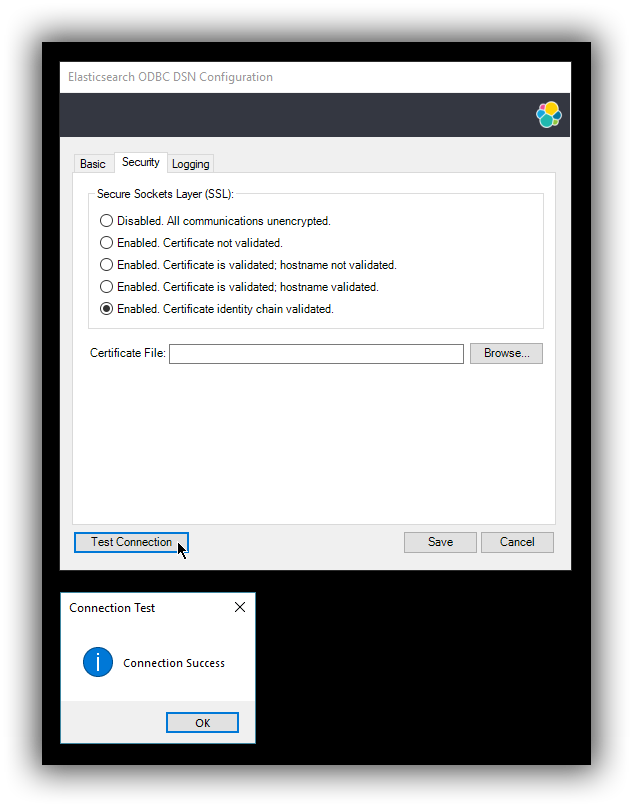 Elasticsearch ODBC DSN Configuration
Basic Security Logging
Secure Sockets Layer (SSL):
Disabled. All communications unencrypted.
Enabled. Certificate not validated.
Enabled. Certificate is validated; hostname not validated.
Enabled. Certificate is validated; hostname validated.
Enabled. Certificate identity chain validated.
Certificate File: Browse...
Test Connection Save Cancel
Connection Test
Connection Success
OK